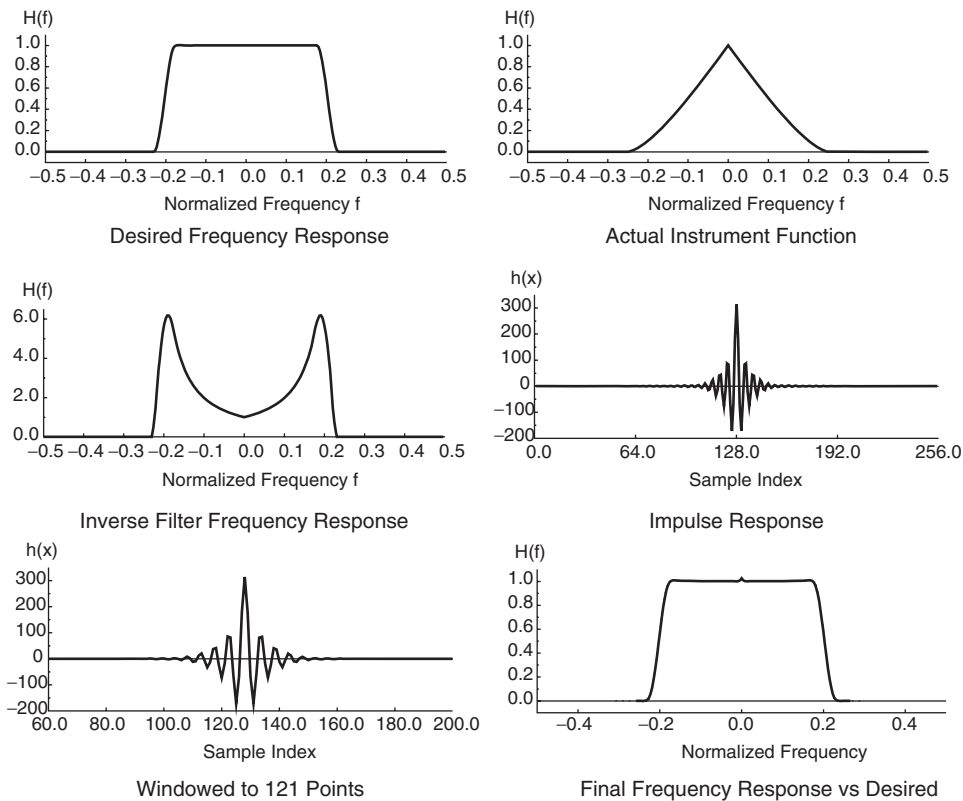 H(f)
1.0
0.8
0.6
0.4
0.2
0.0
−0.5 −0.4 −0.3 −0.2 −0.1 0.0 0.1 0.2 0.3 0.4 0.5
Normalized Frequency f
Desired Frequency Response
H(f)
1.0
0.8
0.6
0.4
0.2
0.0
−0.5 −0.4 −0.3 −0.2 −0.1 0.0 0.1 0.2 0.3 0.4 0.5
Normalized Frequency f
Actual Instrument Function
H(f)
6.0
4.0
2.0
0.0
−0.5 −0.4 −0.3 −0.2 −0.1 0.0 0.1 0.2 0.3 0.4 0.5
Normalized Frequency f
Inverse Filter Frequency Response
h(x)
300
200
100
0
−100
−200
0.0 64.0 128.0 192.0 256.0
Sample Index
Impulse Response
h(x)
300
200
100
0
−100
−200
60.0 80.0 100.0 120.0 140.0 160.0 180.0 200.0
Sample Index
Windowed to 121 Points
H(f)
1.0
0.8
0.6
0.4
0.2
0.0
−0.4 −0.2 0.0 0.2 0.4
Normalized Frequency
Final Frequency Response vs Desired